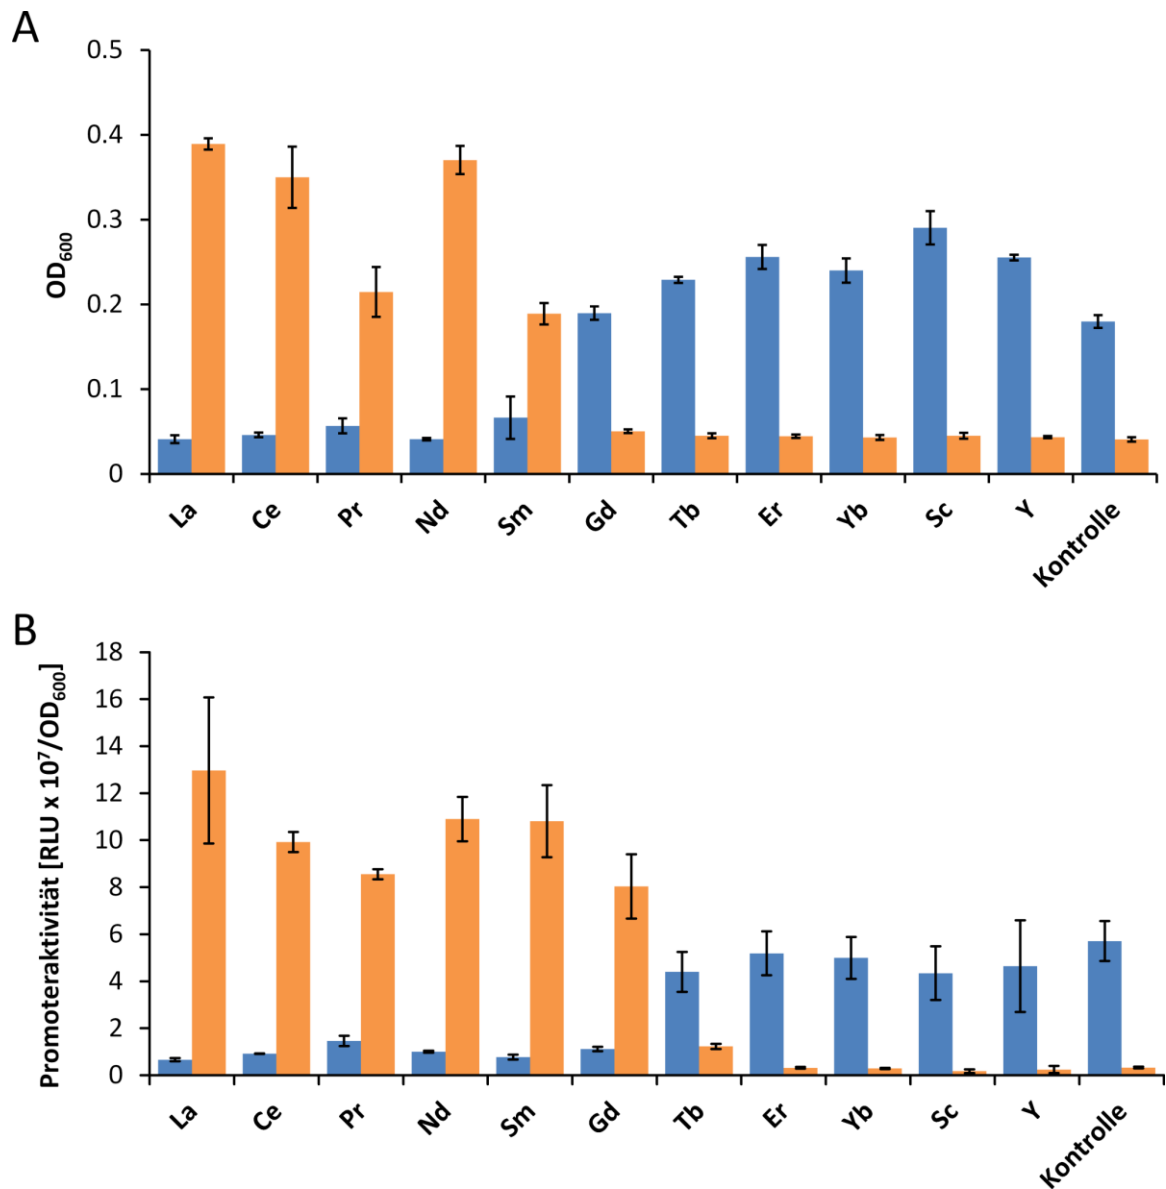 A
0.5
0.4
0.3
0.2
0.1
0
OD600
La Ce Pr Nd Sm Gd Tb Er Yb Sc Y Kontrolle
B
18
16
14
12
10
8
6
4
2
0
Promoteraktivität [RLU x 10⁷/OD600]
La Ce Pr Nd Sm Gd Tb Er Yb Sc Y Kontrolle